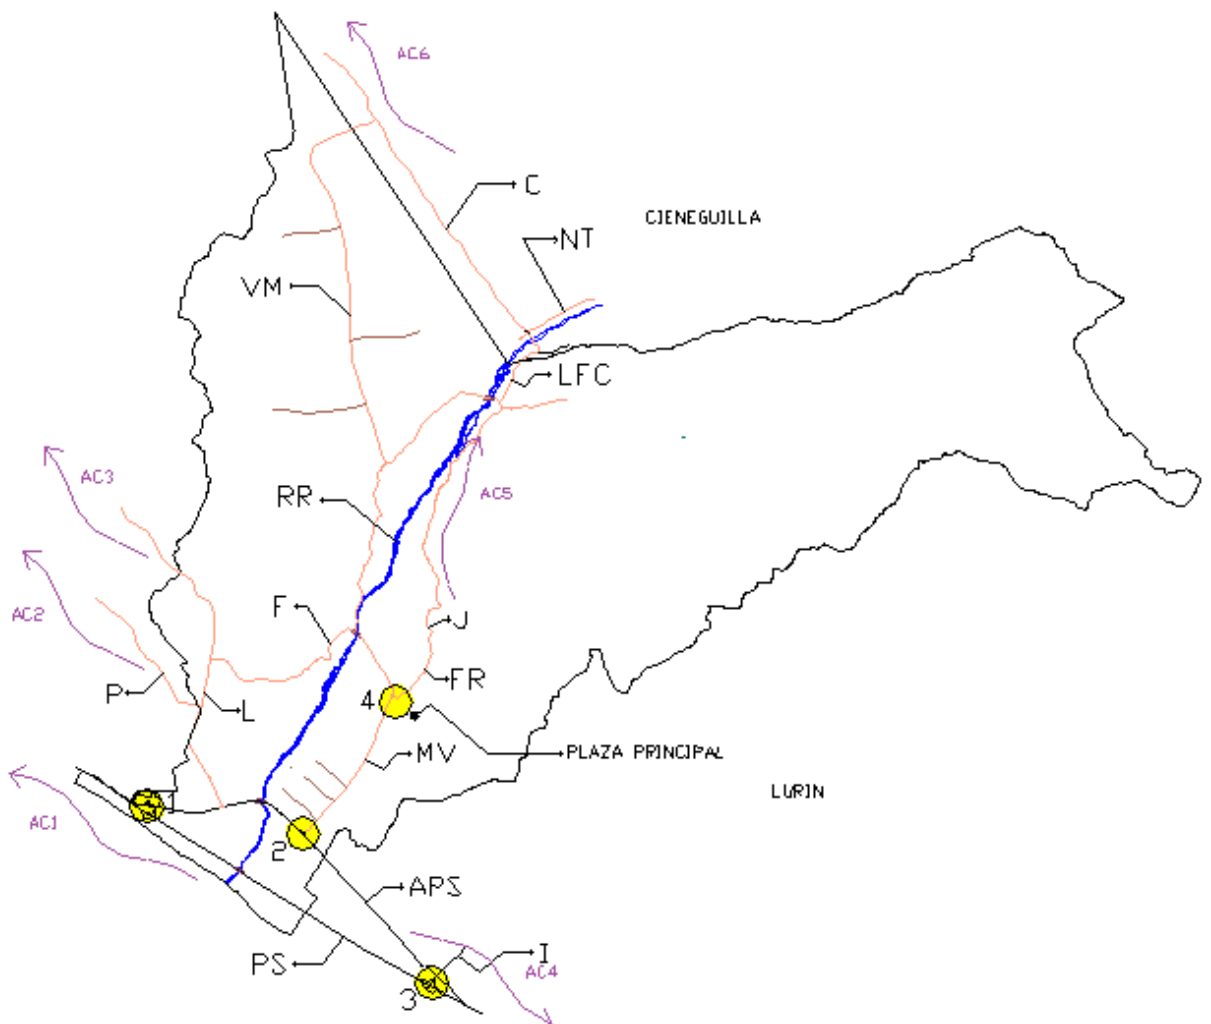 AC6
C
CIENEGUILLA
NT
VM
LFC
AC3
RR
AC5
AC2
F
J
P
L
4
FR
MV
PLAZA PRINCIPAL
LURIN
1
AC1
2
APS
PS
I
AC4
3